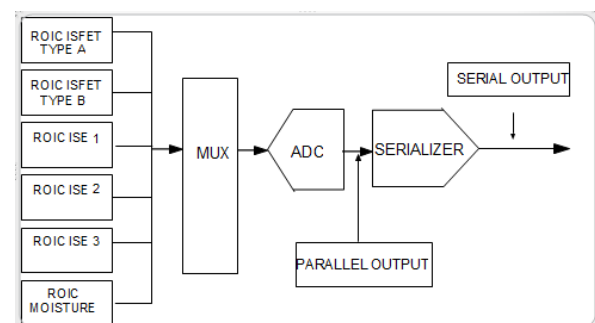 ROIC ISFET
TYPE A
ROIC ISFET
TYPE B
ROIC ISE 1
ROIC ISE 2
ROIC ISE 3
ROIC
MOISTURE
MUX
ADC
SERIALIZER
SERIAL OUTPUT
PARALLEL OUTPUT